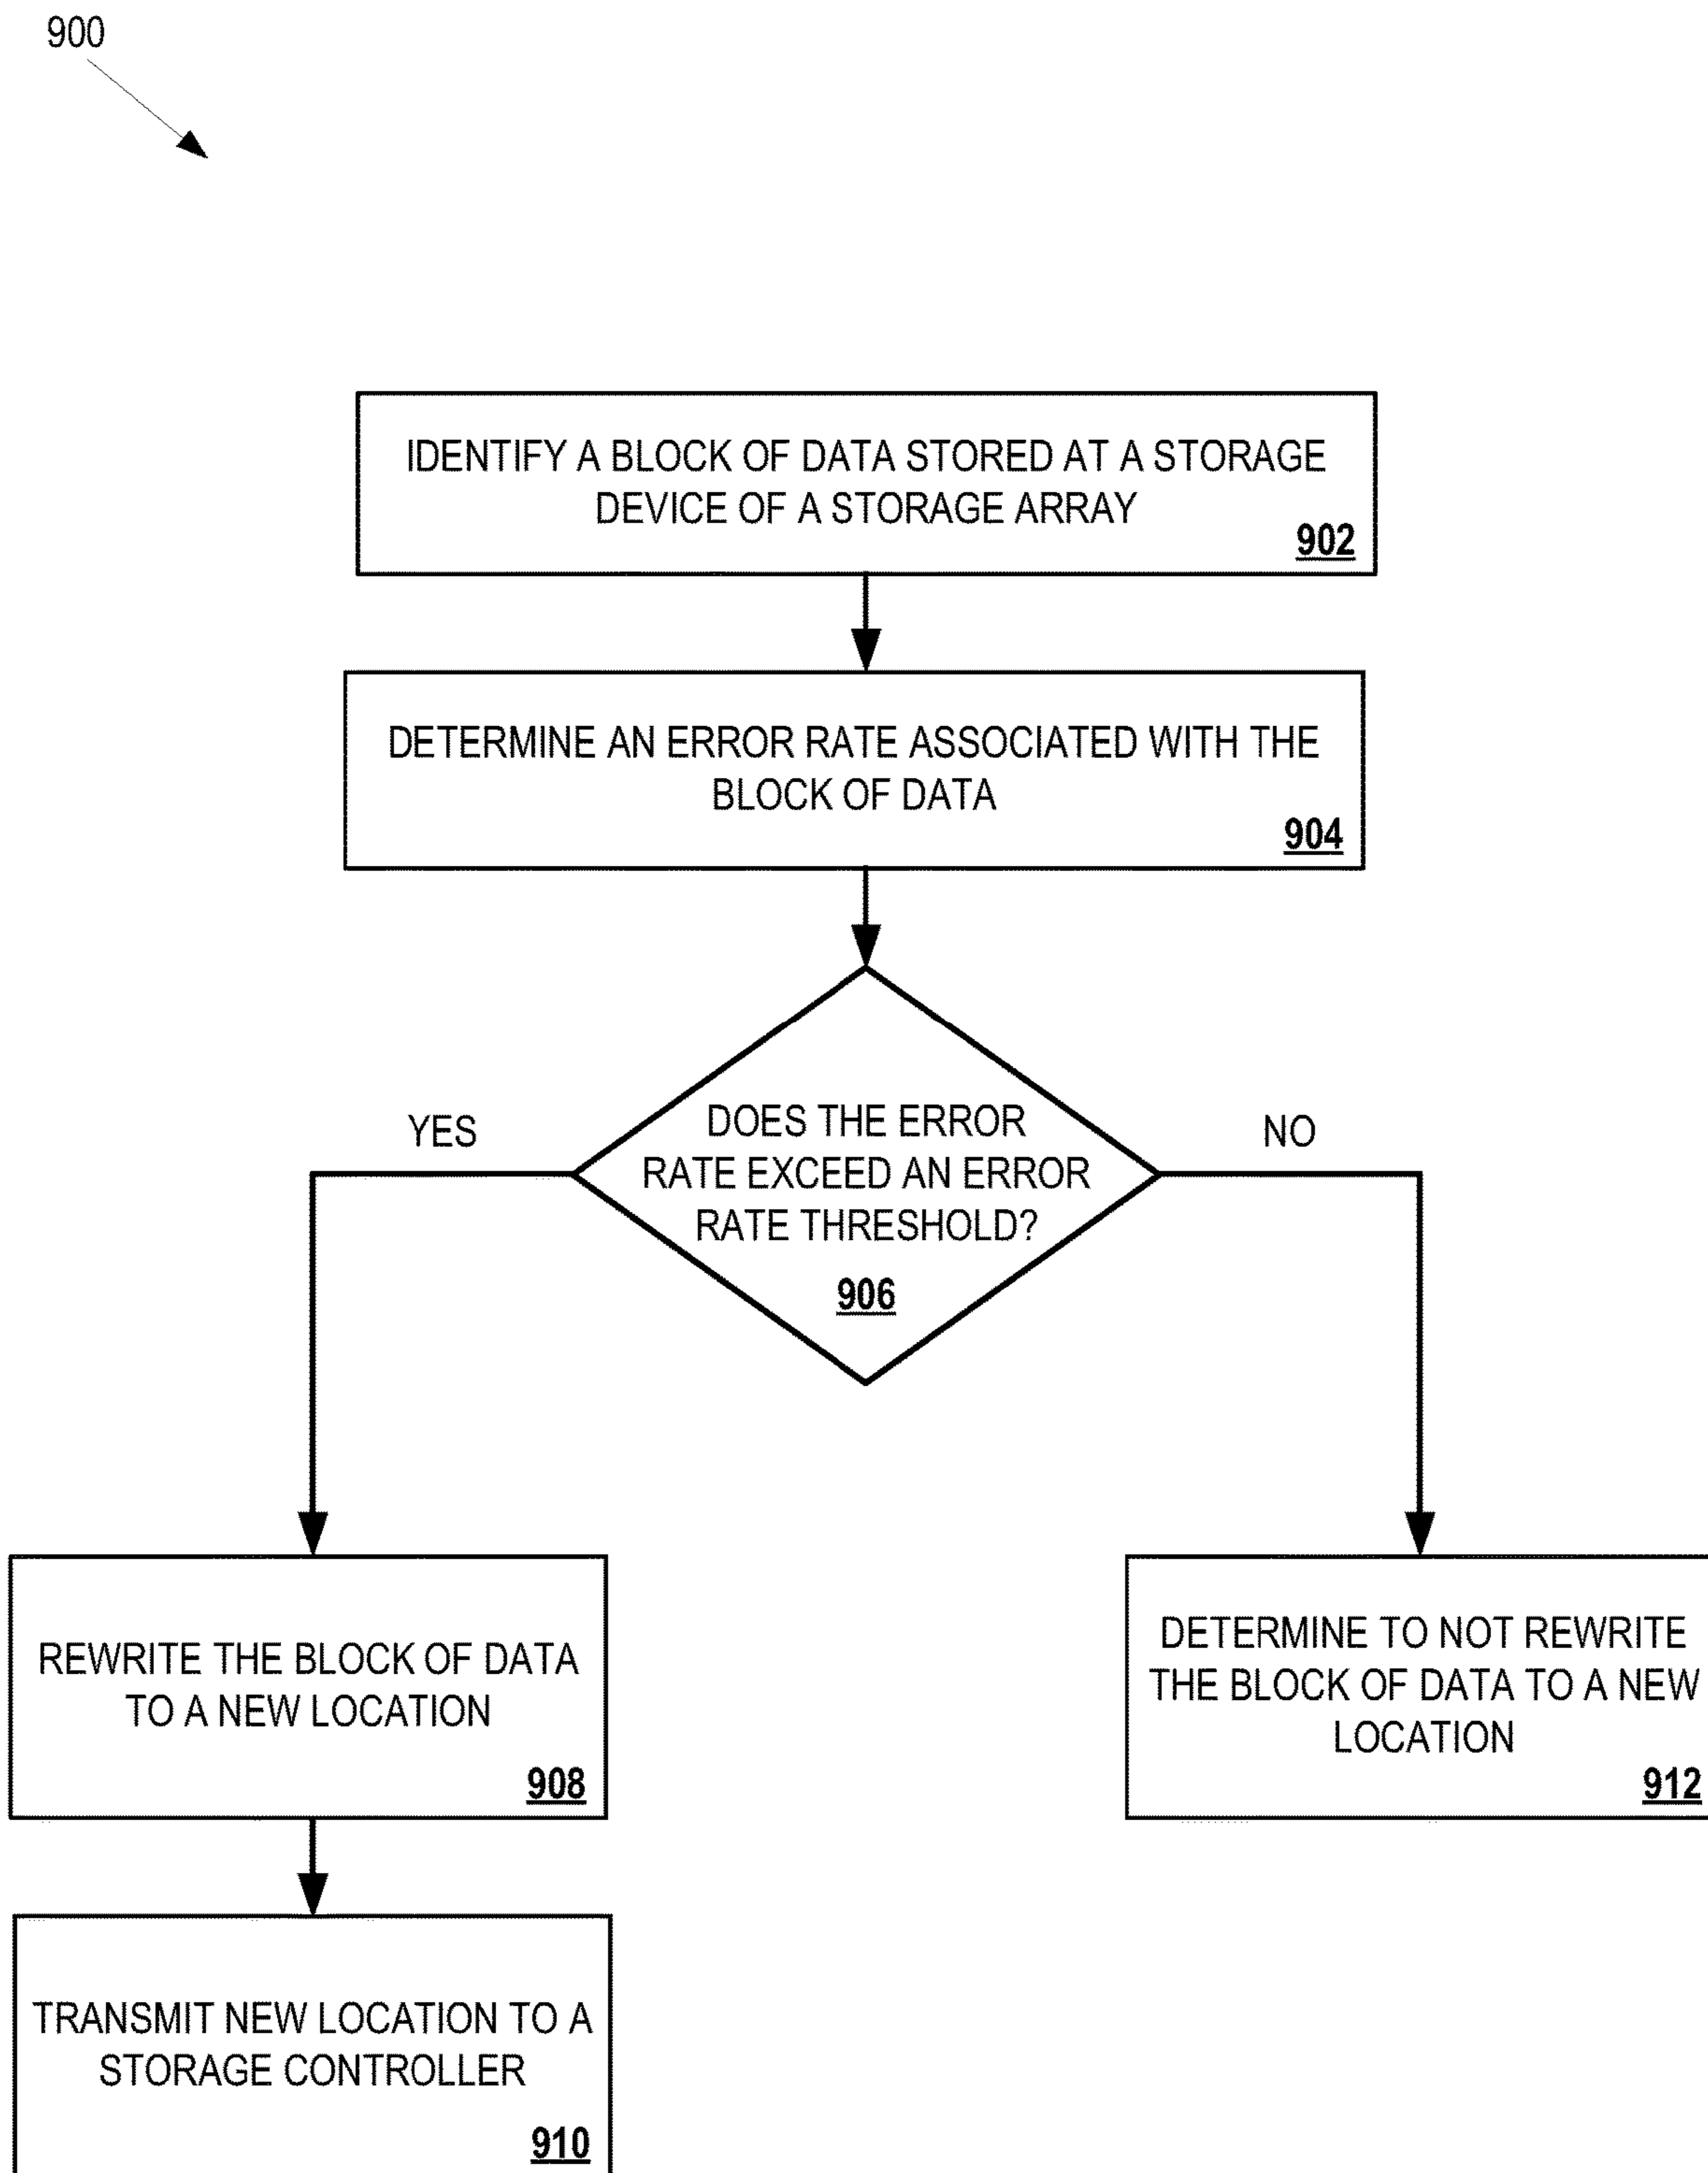 900
IDENTIFY A BLOCK OF DATA STORED AT A STORAGE
DEVICE OF A STORAGE ARRAY
902
DETERMINE AN ERROR RATE ASSOCIATED WITH THE
BLOCK OF DATA
904
YES
NO
DOES THE ERROR
RATE EXCEED AN ERROR
RATE THRESHOLD?
906
REWRITE THE BLOCK OF DATA
TO A NEW LOCATION
908
DETERMINE TO NOT REWRITE
THE BLOCK OF DATA TO A NEW
LOCATION
912
TRANSMIT NEW LOCATION TO A
STORAGE CONTROLLER
910